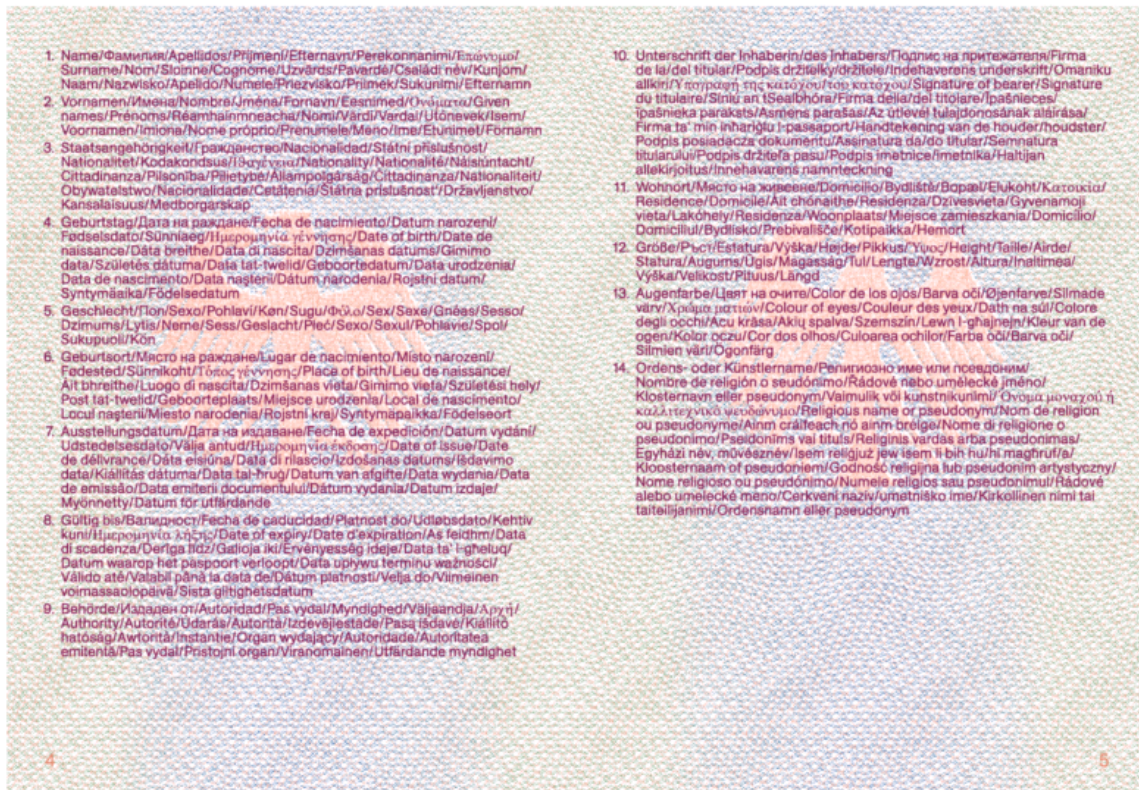 1. Name/Фамилия/Apellidos/Příjmení/Efternavn/Perekonnanimi/Επώνυμο/
Surname/Nom/Sloinne/Cognome/Uzvārds/Pavardė/Családi név/Kunjom/
Naam/Nazwisko/Apelido/Numele/Priezvisko/Priimek/Sukunimi/Efternamn
2. Vornamen/Имена/Nombre/Jména/Fornavn/Eesnimed/Ονόματα/Given
names/Prénoms/Réamhainmneacha/Nomi/Vārdi/Vardai/Utónevek/Isem/
Voornamen/Imiona/Nome próprio/Prenumele/Meno/Ime/Etunimet/Förnamn
3. Staatsangehörigkeit/Гражданство/Nacionalidad/Státní příslušnost/
Nationalitet/Kodakondsus/Ιθαγένεια/Nationality/Nationalité/Náisiúntacht/
Cittadinanza/Pilsonība/Pilietybė/Állampolgárság/Cittadinanza/Nationaliteit/
Obywatelstwo/Nacionalidade/Cetăţenia/Štátna príslušnosť/Državljanstvo/
Kansalaisuus/Medborgarskap
4. Geburtstag/Дата на раждане/Fecha de nacimiento/Datum narození/
Fødselsdato/Sünniaeg/Ημερομηνία γέννησης/Date of birth/Date de
naissance/Dáta breithe/Data di nascita/Dzimšanas datums/Gimimo
data/Születés dátuma/Data tat-twelid/Geboortedatum/Data urodzenia/
Data de nascimento/Data naşterii/Dátum narodenia/Rojstni datum/
Syntymäaika/Födelsedatum
5. Geschlecht/Пол/Sexo/Pohlaví/Køn/Sugu/Φύλο/Sex/Sexe/Gnéas/Sesso/
Dzimums/Lytis/Neme/Sess/Geslacht/Płeć/Sexo/Sexul/Pohlavie/Spol/
Sukupuoli/Kön
6. Geburtsort/Място на раждане/Lugar de nacimiento/Místo narození/
Fødested/Sünnikoht/Τόπος γέννησης/Place of birth/Lieu de naissance/
Áit bhreithe/Luogo di nascita/Dzimšanas vieta/Gimimo vieta/Születési hely/
Post tat-twelid/Geboorteplaats/Miejsce urodzenia/Local de nascimento/
Locul naşterii/Miesto narodenia/Rojstni kraj/Syntymäpaikka/Födelseort
7. Ausstellungsdatum/Дата на издаване/Fecha de expedición/Datum vydání/
Udstedelsesdato/Välja antud/Ημερομηνία έκδοσης/Date of issue/Date
de délivrance/Dáta eisiúna/Data di rilascio/Izdošanas datums/Išdavimo
data/Kiállítás dátuma/Data tal-ħruġ/Datum van afgifte/Data wydania/Data
de emissão/Data emiterii documentului/Dátum vydania/Datum izdaje/
Myönnetty/Datum för utfärdande
8. Gültig bis/Валидност/Fecha de caducidad/Platnost do/Udløbsdato/Kehtiv
kuni/Ημερομηνία λήξης/Date of expiry/Date d'expiration/As feidhm/Data
di scadenza/Derīga līdz/Galioja iki/Érvényesség ideje/Data ta' l-għeluq/
Datum waarop het paspoort verloopt/Data upływu terminu ważności/
Válido até/Valabil până la data de/Dátum platnosti/Velja do/Viimeinen
voimassaolopäivä/Sista giltighetsdatum
9. Behörde/Издаден от/Autoridad/Pas vydal/Myndighed/Väljaandja/Αρχή/
Authority/Autorité/Údarás/Autorità/Izdevējiestāde/Pasą išdavė/Kiállító
hatóság/Awtorità/Instantie/Organ wydający/Autoridade/Autoritatea
emitentă/Pas vydal/Pristojni organ/Viranomainen/Utfärdande myndighet
4
10. Unterschrift der Inhaberin/des Inhabers/Подпис на притежателя/Firma
de la/del titular/Podpis držitelky/držitele/Indehaverens underskrift/Omaniku
allkiri/Υπογραφή της κατόχου/του κατόχου/Signature of bearer/Signature
du titulaire/Síniú an tSealbhóra/Firma della/del titolare/Īpašnieces/
īpašnieka paraksts/Asmens parašas/Az útlevél tulajdonosának aláírása/
Firma ta' min inħariġlu l-passaport/Handtekening van de houder/houdster/
Podpis posiadacza dokumentu/Assinatura da/do titular/Semnatura
titularului/Podpis držiteľa pasu/Podpis imetnice/imetnika/Haltijan
allekirjoitus/Innehavarens namnteckning
11. Wohnort/Място на живеене/Domicilio/Bydliště/Bopæl/Elukoht/Κατοικία/
Residence/Domicile/Áit chónaithe/Residenza/Dzīvesvieta/Gyvenamoji
vieta/Lakóhely/Residenza/Woonplaats/Miejsce zamieszkania/Domicílio/
Domiciliul/Bydlisko/Prebivališče/Kotipaikka/Hemort
12. Größe/Ръст/Estatura/Výška/Højde/Pikkus/Ύψος/Height/Taille/Airde/
Statura/Augums/Ūgis/Magasság/Tul/Lengte/Wzrost/Altura/Inaltimea/
Výška/Velikost/Pituus/Längd
13. Augenfarbe/Цвят на очите/Color de los ojos/Barva očí/Øjenfarve/Silmade
värv/Χρώμα ματιών/Colour of eyes/Couleur des yeux/Dath na súl/Colore
degli occhi/Acu krāsa/Akių spalva/Szemszín/Lewn l-għajnejn/Kleur van de
ogen/Kolor oczu/Cor dos olhos/Culoarea ochilor/Farba očí/Barva oči/
Silmien väri/Ögonfärg
14. Ordens- oder Künstlername/Религиозно име или псевдоним/
Nombre de religión o seudónimo/Řádové nebo umělecké jméno/
Klosternavn eller pseudonym/Vaimulik või kunstnikunimi/Όνομα μοναχού ή
καλλιτεχνικό ψευδώνυμο/Religious name or pseudonym/Nom de religion
ou pseudonyme/Ainm cráifeach nó ainm bréige/Nome di religione o
pseudonimo/Pseidonīms vai tituls/Religinis vardas arba pseudonimas/
Egyházi név, művésznév/Isem reliġjuż jew isem li bih hu/hi magħruf/a/
Kloosternaam of pseudoniem/Godność religijna lub pseudonim artystyczny/
Nome religioso ou pseudónimo/Numele religios sau pseudonimul/Rádové
alebo umelecké meno/Cerkveni naziv/umetniško ime/Kirkollinen nimi tai
taiteilijanimi/Ordensnamn eller pseudonym
5